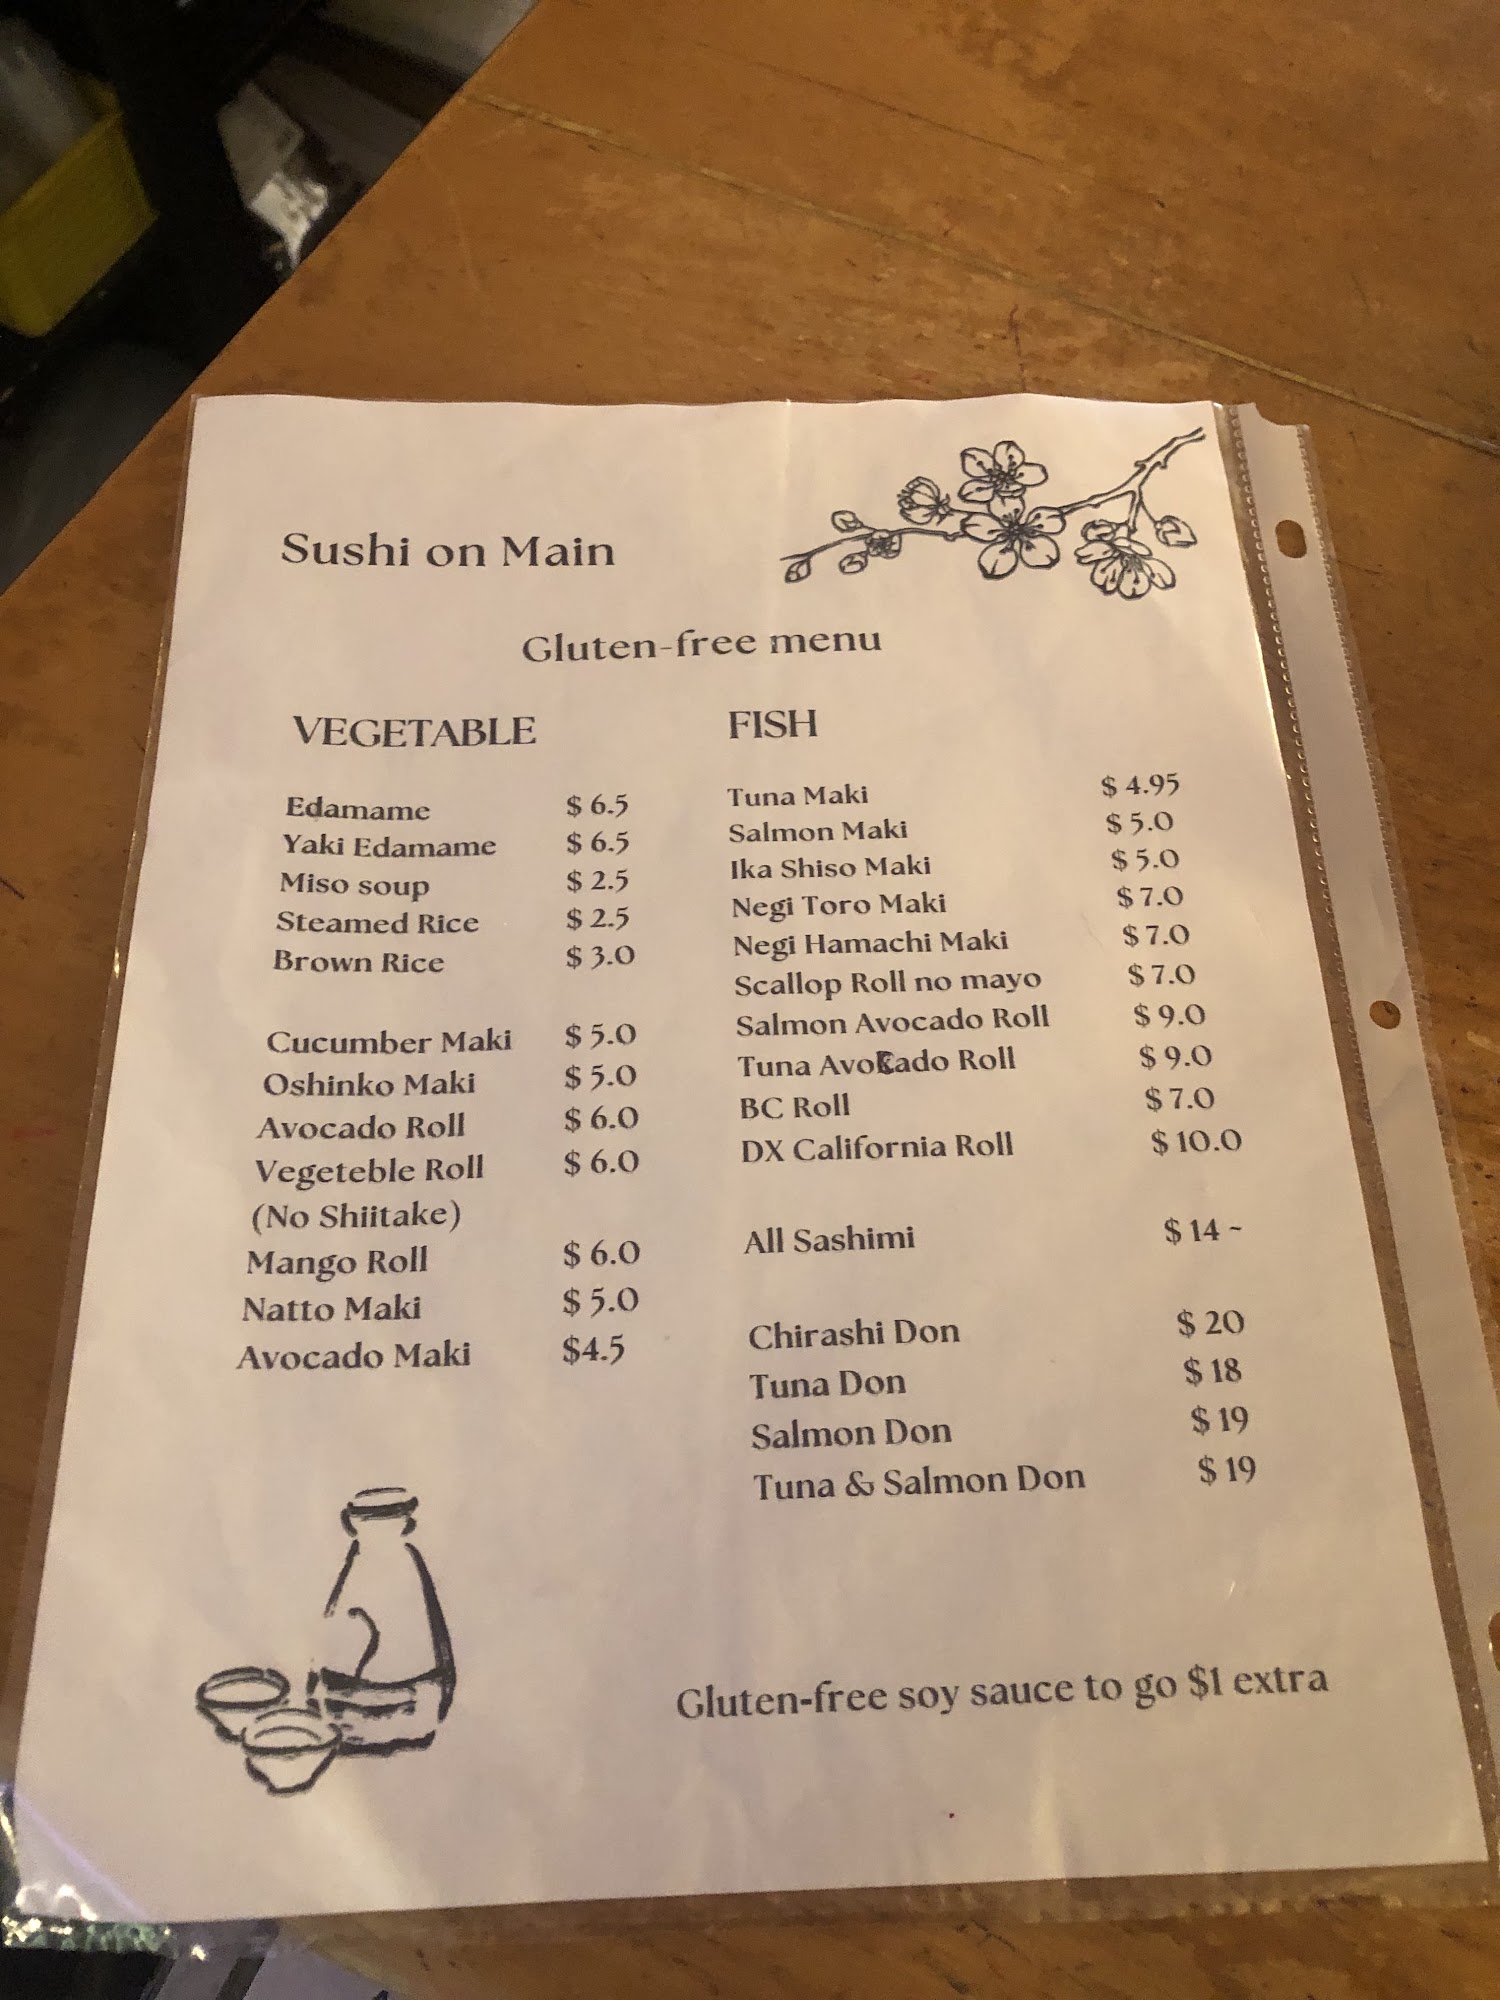 Sushi on Main
Gluten-free menu
VEGETABLE
Edamame $ 6.5
Yaki Edamame $ 6.5
Miso soup $ 2.5
Steamed Rice $ 2.5
Brown Rice $ 3.0
Cucumber Maki $ 5.0
Oshinko Maki $ 5.0
Avocado Roll $ 6.0
Vegeteble Roll $ 6.0
(No Shiitake)
Mango Roll $ 6.0
Natto Maki $ 5.0
Avocado Maki $4.5
FISH
Tuna Maki $ 4.95
Salmon Maki $ 5.0
Ika Shiso Maki $ 5.0
Negi Toro Maki $ 7.0
Negi Hamachi Maki $ 7.0
Scallop Roll no mayo $ 7.0
Salmon Avocado Roll $ 9.0
Tuna Avocado Roll $ 9.0
BC Roll $ 7.0
DX California Roll $ 10.0
All Sashimi $ 14 ~
Chirashi Don $ 20
Tuna Don $ 18
Salmon Don $ 19
Tuna & Salmon Don $ 19
Gluten-free soy sauce to go $1 extra